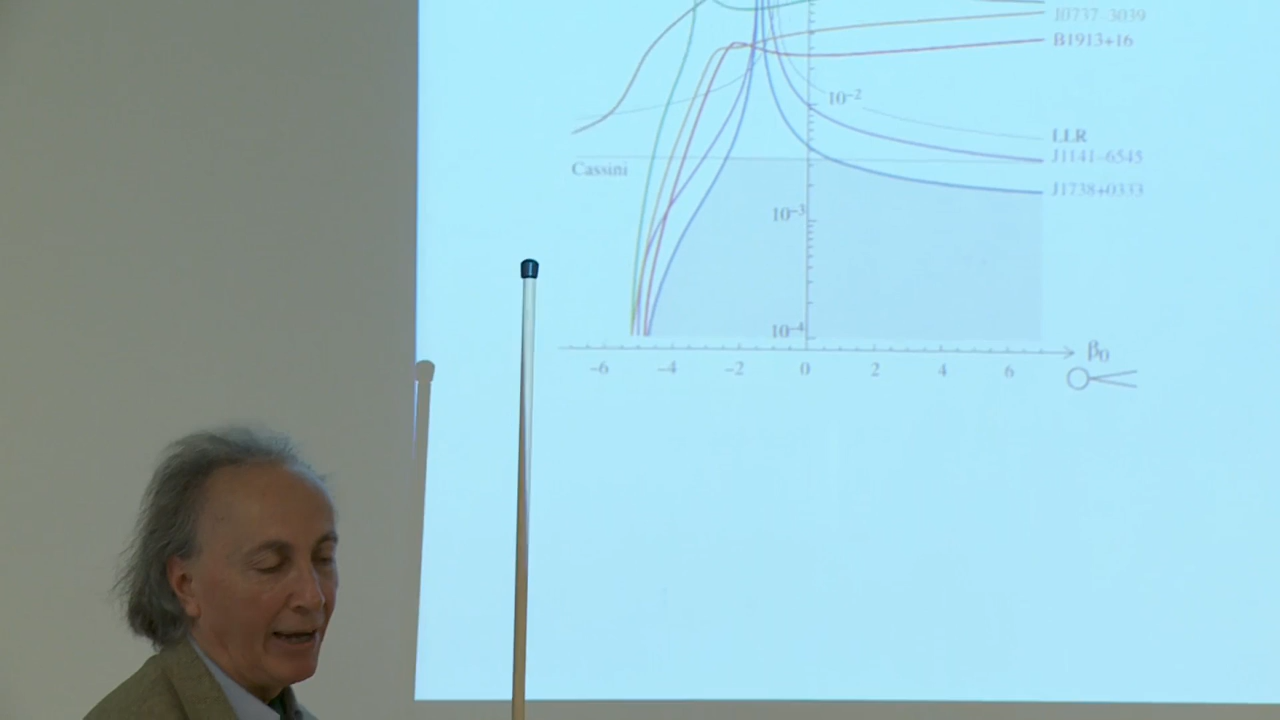 J0737–3039
B1913+16
10⁻²
LLR
J1141–6545
Cassini
J1738+0333
10⁻³
10⁻⁴
β₀
-6 -4 -2 0 2 4 6